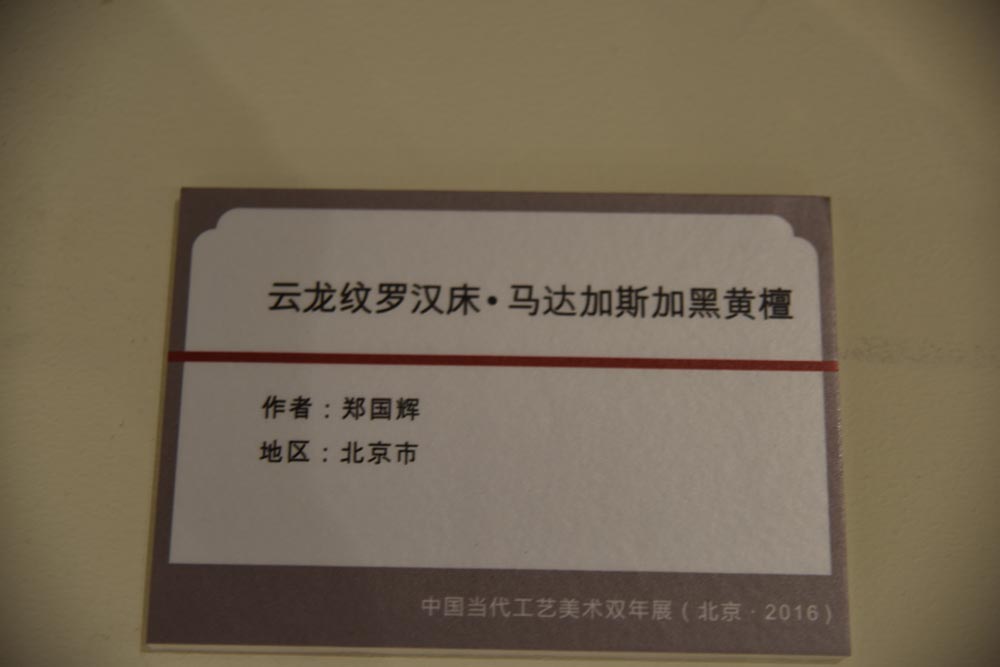 云龙纹罗汉床·马达加斯加黑黄檀
作者：郑国辉
地区：北京市
中国当代工艺美术双年展（北京·2016）